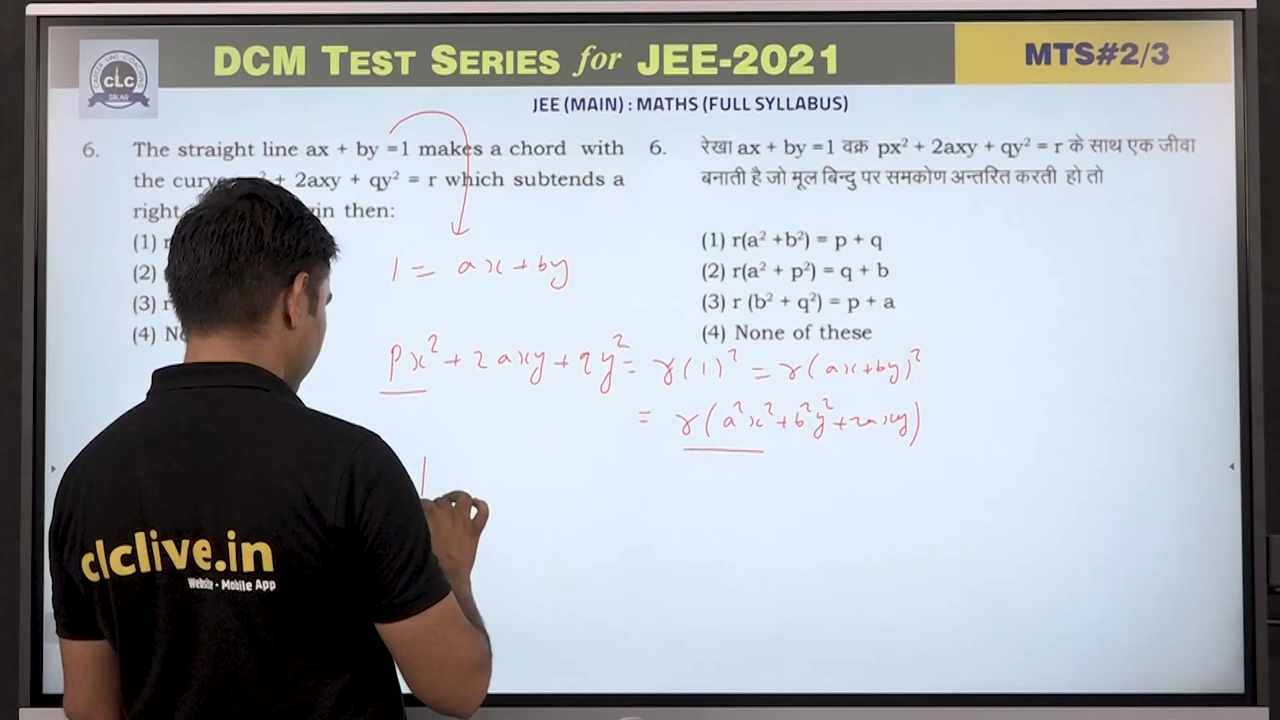 CLC
SIKAR
DCM TEST SERIES for JEE-2021
MTS#2/3
JEE (MAIN) : MATHS (FULL SYLLABUS)
6. The straight line ax + by =1 makes a chord with
the curve + 2axy + qy² = r which subtends a
right in then:
(1) r
(2)
(3) r
(4) No
6. रेखा ax + by =1 वक्र px² + 2axy + qy² = r के साथ एक जीवा
बनाती है जो मूल बिन्दु पर समकोण अन्तरित करती हो तो
(1) r(a² +b²) = p + q
(2) r(a² + p²) = q + b
(3) r (b² + q²) = p + a
(4) None of these
1 = ax + by
px² + 2axy + qy² = r(1)² = r(ax+by)²
= r(a²x² + b²y² +
clclive.in
Website - Mobile App